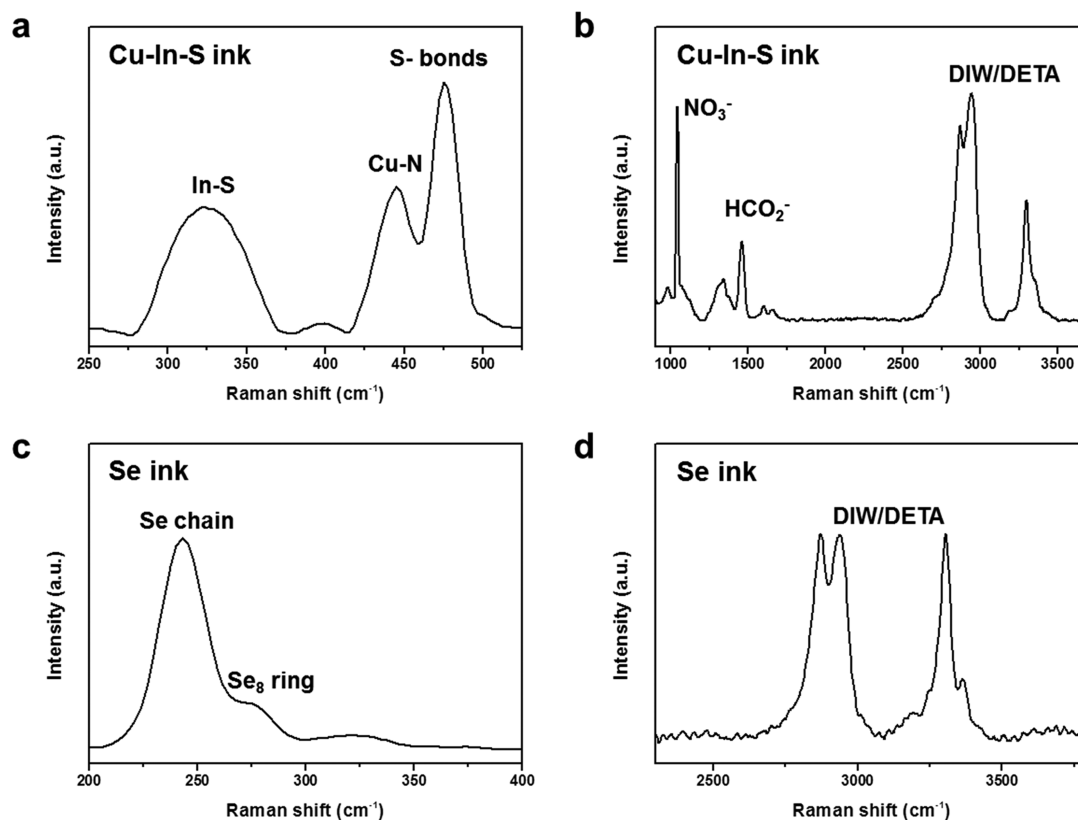 a
Cu-In-S ink
In-S
Cu-N
S- bonds
Intensity (a.u.)
250 300 350 400 450 500
Raman shift (cm⁻¹)
b
Cu-In-S ink
NO₃⁻
HCO₂⁻
DIW/DETA
Intensity (a.u.)
1000 1500 2000 2500 3000 3500
Raman shift (cm⁻¹)
c
Se ink
Se chain
Se₈ ring
Intensity (a.u.)
200 250 300 350 400
Raman shift (cm⁻¹)
d
Se ink
DIW/DETA
Intensity (a.u.)
2500 3000 3500
Raman shift (cm⁻¹)